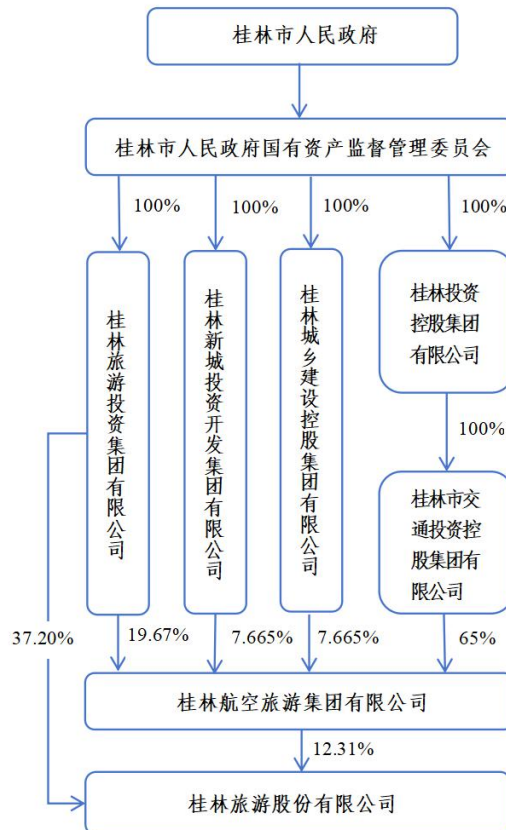 桂林市人民政府
桂林市人民政府国有资产监督管理委员会
100%
100%
100%
100%
桂林旅游投资集团有限公司
桂林新城投资开发集团有限公司
桂林城乡建设控股集团有限公司
桂林投资
控股集团
有限公司
100%
桂林市交
通投资控
股集团有
限公司
37.20%
19.67%
7.665%
7.665%
65%
桂林航空旅游集团有限公司
12.31%
桂林旅游股份有限公司